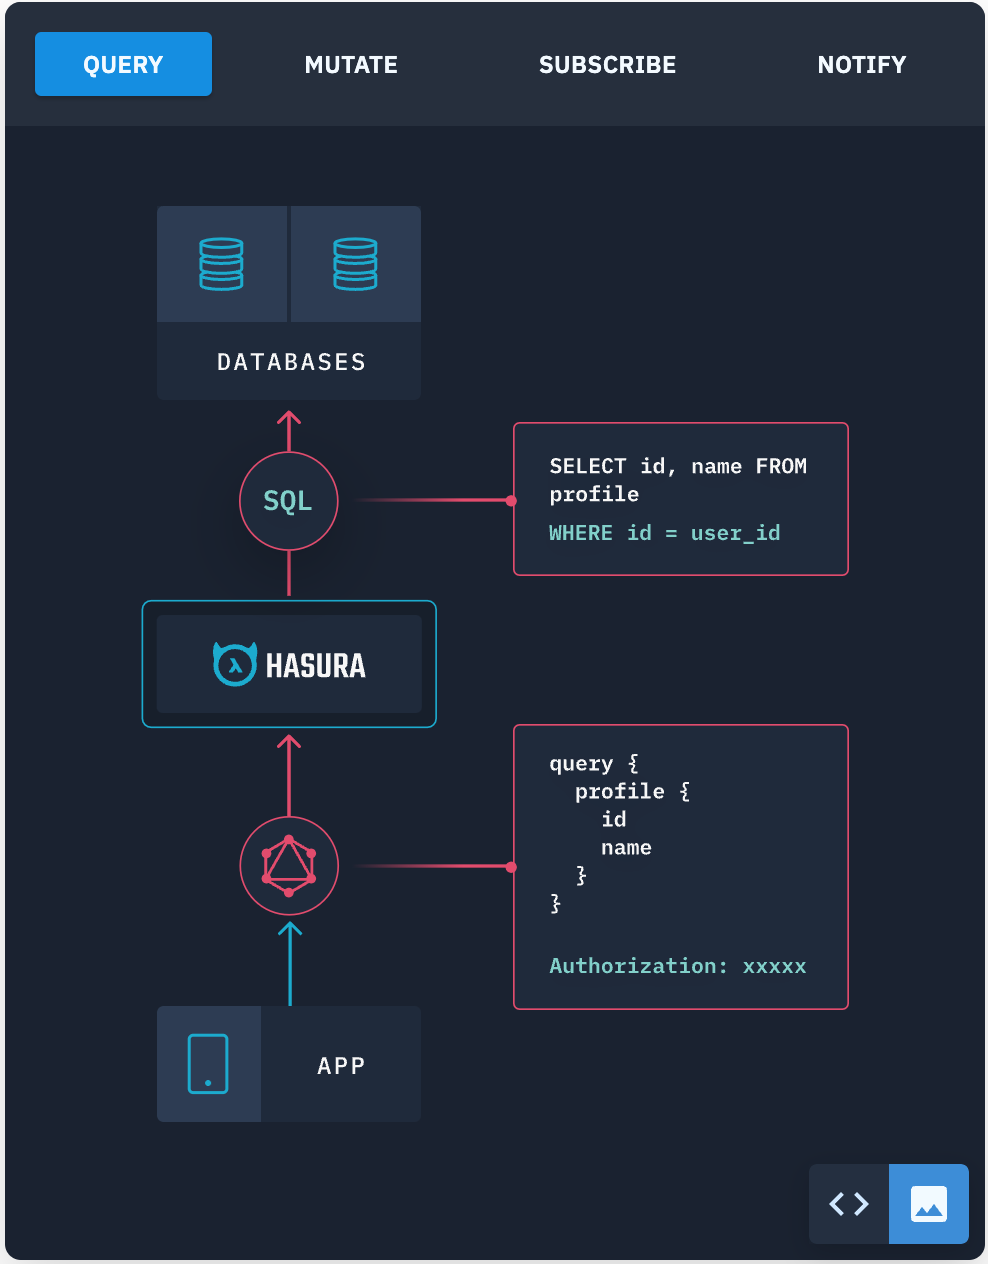 QUERY
MUTATE
SUBSCRIBE
NOTIFY
DATABASES
SQL
SELECT id, name FROM
profile
WHERE id = user_id
HASURA
query {
  profile {
    id
    name
  }
}
Authorization: xxxxx
APP